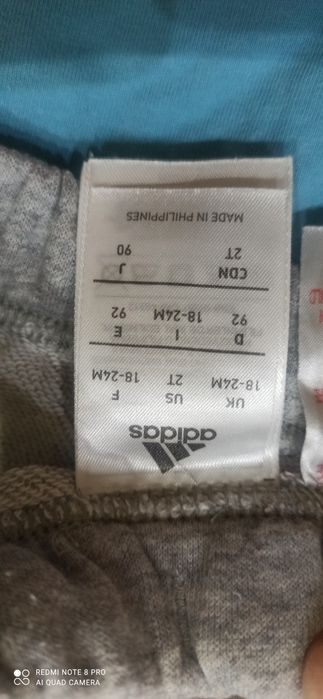 adidas
UK US F
18-24M 2T 18-24M
D I E
92 18-24M 92
CDN J
2T 90
MADE IN PHILIPPINES
REDMI NOTE 8 PRO
AI QUAD CAMERA